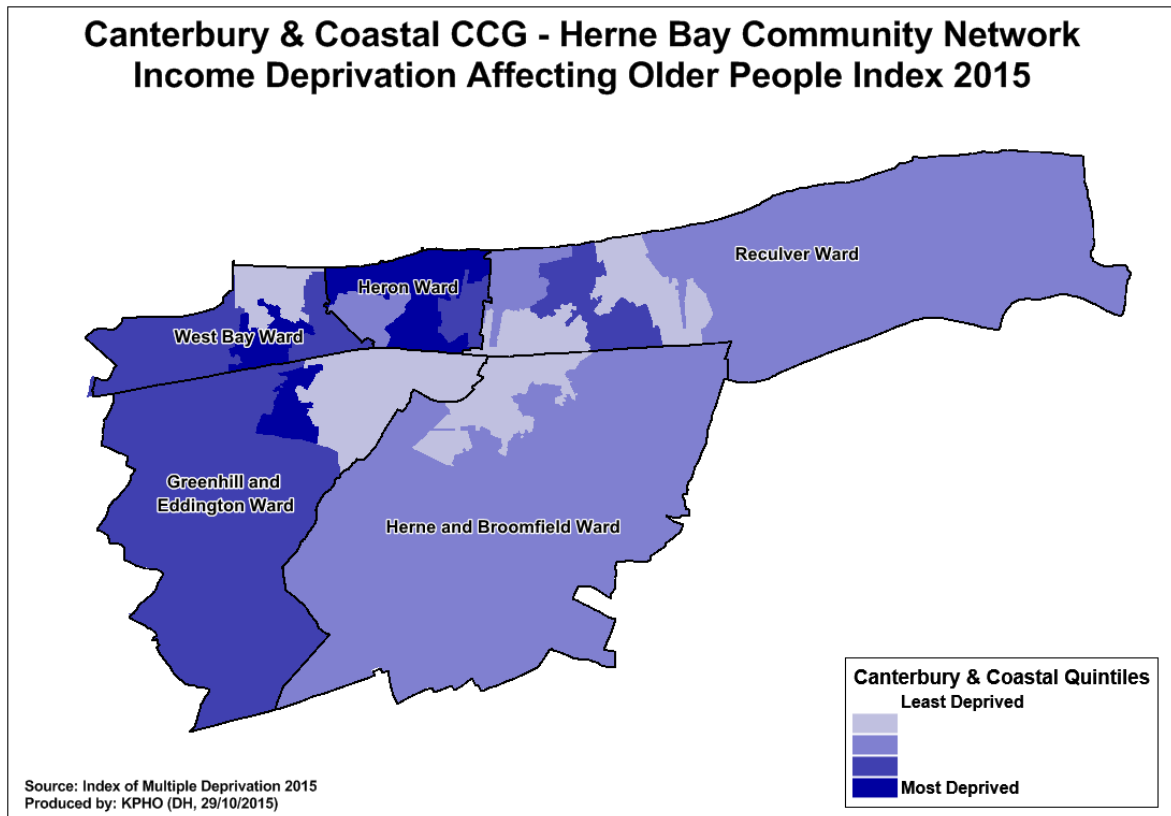 Canterbury & Coastal CCG - Herne Bay Community Network
Income Deprivation Affecting Older People Index 2015
Reculver Ward
Heron Ward
West Bay Ward
Greenhill and
Eddington Ward
Herne and Broomfield Ward
Canterbury & Coastal Quintiles
Least Deprived
Most Deprived
Source: Index of Multiple Deprivation 2015
Produced by: KPHO (DH, 29/10/2015)